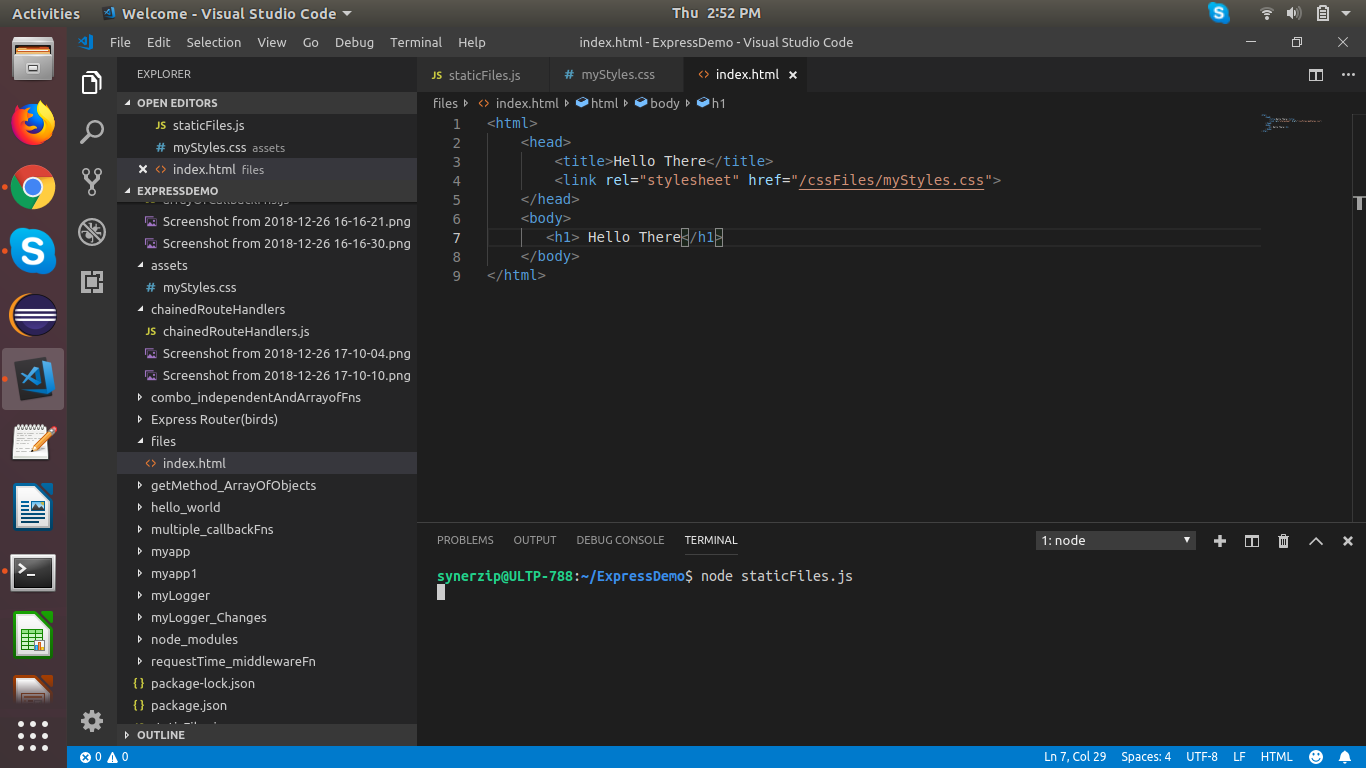 Activities Welcome - Visual Studio Code Thu 2:52 PM
File Edit Selection View Go Debug Terminal Help index.html - ExpressDemo - Visual Studio Code
EXPLORER
OPEN EDITORS
JS staticFiles.js
# myStyles.css assets
<> index.html files
EXPRESSDEMO
Screenshot from 2018-12-26 16-16-21.png
Screenshot from 2018-12-26 16-16-30.png
assets
# myStyles.css
chainedRouteHandlers
JS chainedRouteHandlers.js
Screenshot from 2018-12-26 17-10-04.png
Screenshot from 2018-12-26 17-10-10.png
combo_independentAndArrayofFns
Express Router(birds)
files
<> index.html
getMethod_ArrayOfObjects
hello_world
multiple_callbackFns
myapp
myapp1
myLogger
myLogger_Changes
node_modules
requestTime_middlewareFn
{ } package-lock.json
{ } package.json
OUTLINE
JS staticFiles.js # myStyles.css <> index.html
files <> index.html html body h1
1 <html>
2 <head>
3 <title>Hello There</title>
4 <link rel="stylesheet" href="/cssFiles/myStyles.css">
5 </head>
6 <body>
7 <h1> Hello There</h1>
8 </body>
9 </html>
PROBLEMS OUTPUT DEBUG CONSOLE TERMINAL 1: node
synerzip@ULTP-788:~/ExpressDemo$ node staticFiles.js
0 0 Ln 7, Col 29 Spaces: 4 UTF-8 LF HTML